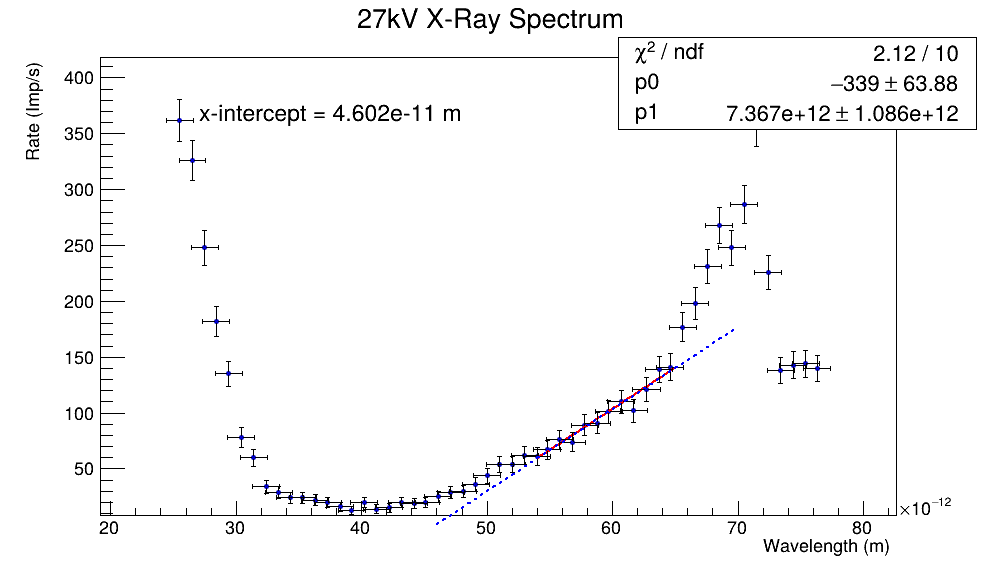 27kV X-Ray Spectrum
χ² / ndf 2.12 / 10
p0 −339 ± 63.88
p1 7.367e+12 ± 1.086e+12
x-intercept = 4.602e-11 m
Rate (Imp/s)
400
350
300
250
200
150
100
50
20 30 40 50 60 70 80
×10⁻¹²
Wavelength (m)